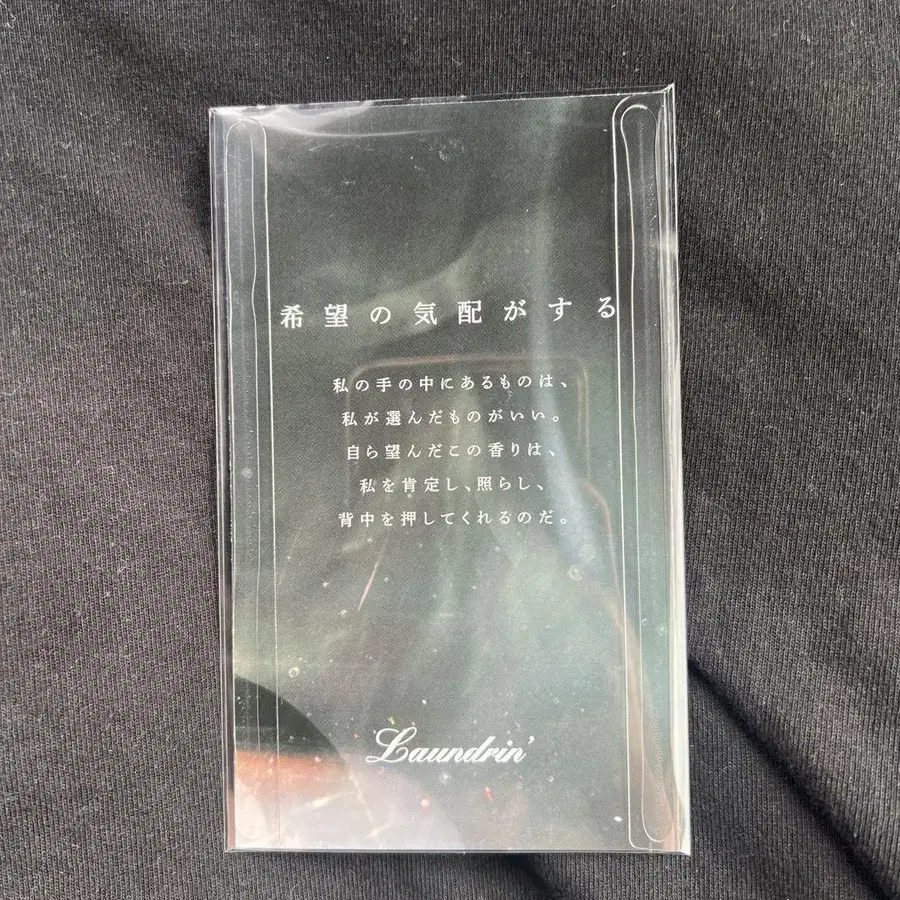 希望の気配がする
私の手の中にあるものは、
私が選んだものがいい。
自ら望んだこの香りは、
私を肯定し、照らし、
背中を押してくれるのだ。
Laundrin'